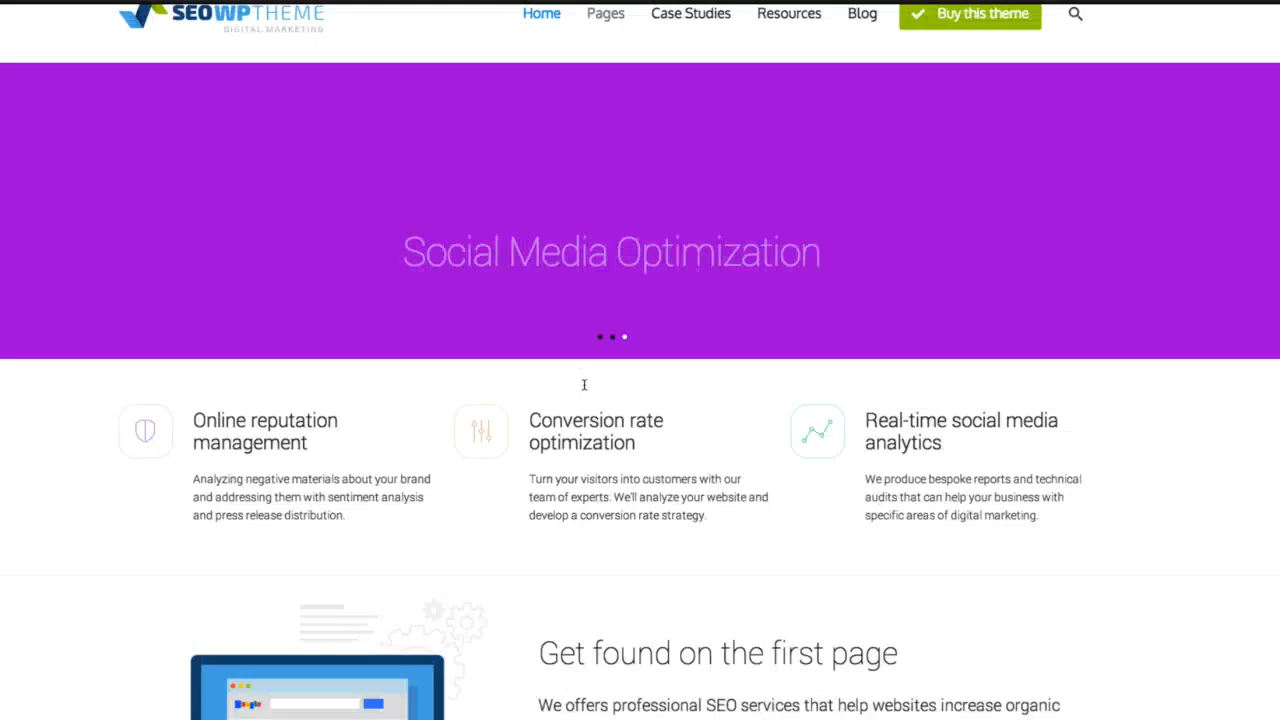 SEOWPTHEME
DIGITAL MARKETING
Home Pages Case Studies Resources Blog Buy this theme
Social Media Optimization
Online reputation
management
Analyzing negative materials about your brand
and addressing them with sentiment analysis
and press release distribution.
Conversion rate
optimization
Turn your visitors into customers with our
team of experts. We'll analyze your website and
develop a conversion rate strategy.
Real-time social media
analytics
We produce bespoke reports and technical
audits that can help your business with
specific areas of digital marketing.
Get found on the first page
We offers professional SEO services that help websites increase organic
Google